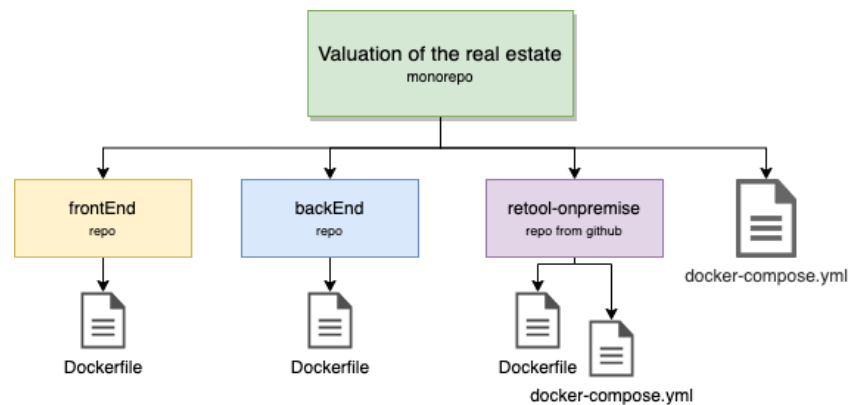 Valuation of the real estate
monorepo
frontEnd
repo
backEnd
repo
retool-onpremise
repo from github
docker-compose.yml
Dockerfile
Dockerfile
Dockerfile
docker-compose.yml